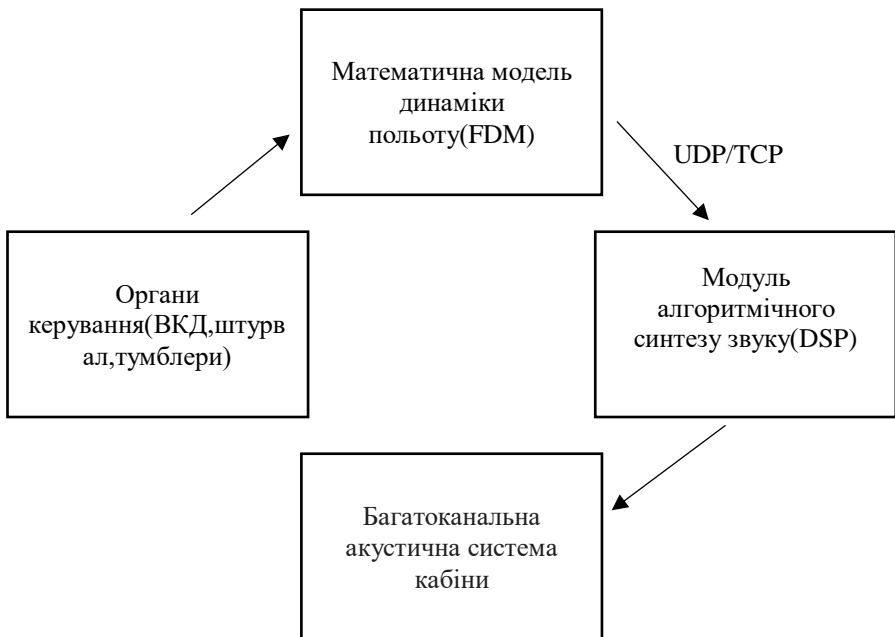 Математична модель
динаміки
польоту(FDM)
UDP/TCP
Органи
керування(ВКД,штурв
ал,тумблери)
Модуль
алгоритмічного
синтезу звуку(DSP)
Багатоканальна
акустична система
кабіни